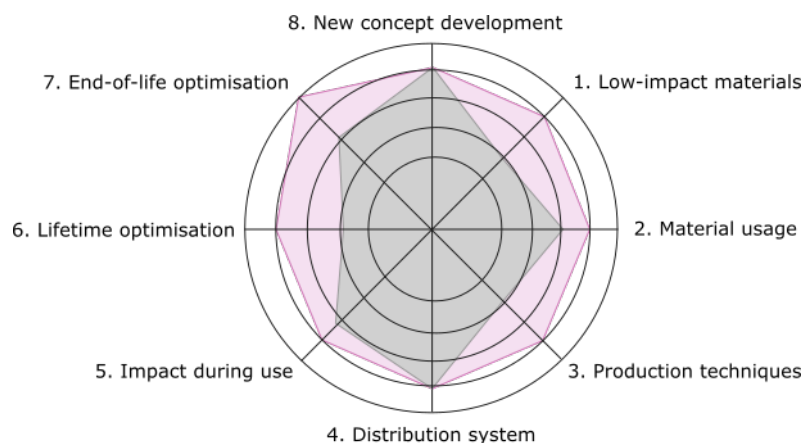 8. New concept development
7. End-of-life optimisation
1. Low-impact materials
6. Lifetime optimisation
2. Material usage
5. Impact during use
3. Production techniques
4. Distribution system